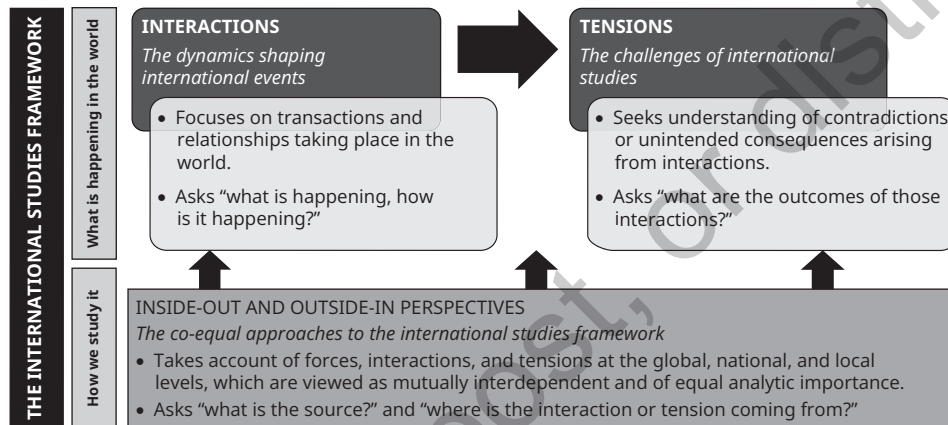 THE INTERNATIONAL STUDIES FRAMEWORK
What is happening in the world
INTERACTIONS
The dynamics shaping
international events
• Focuses on transactions and
relationships taking place in the
world.
• Asks “what is happening, how
is it happening?”
TENSIONS
The challenges of international
studies
• Seeks understanding of contradictions
or unintended consequences arising
from interactions.
• Asks “what are the outcomes of those
interactions?”
How we study it
INSIDE-OUT AND OUTSIDE-IN PERSPECTIVES
The co-equal approaches to the international studies framework
• Takes account of forces, interactions, and tensions at the global, national, and local
levels, which are viewed as mutually interdependent and of equal analytic importance.
• Asks “what is the source?” and “where is the interaction or tension coming from?”
post, or